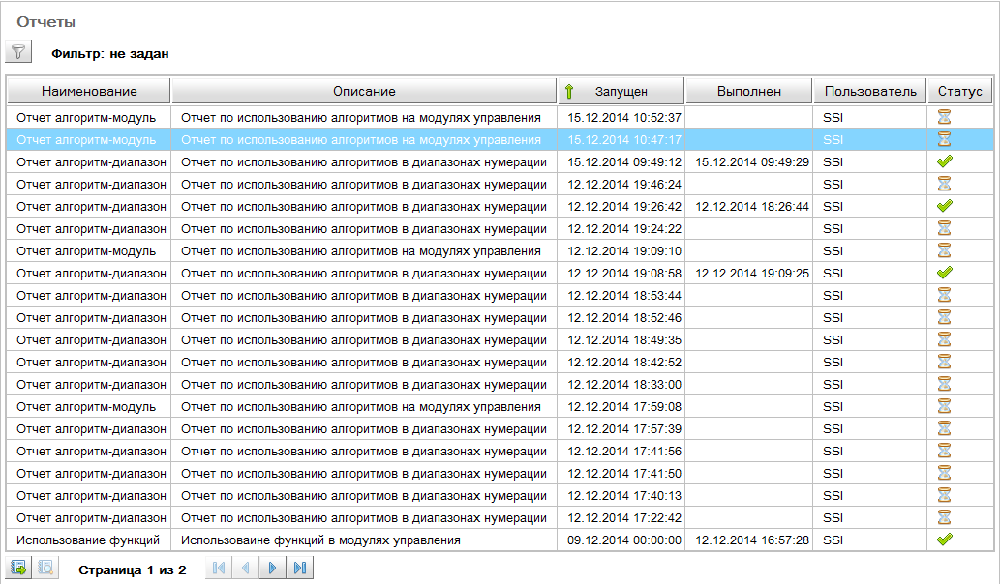 Отчеты
Фильтр: не задан
Наименование Описание Запущен Выполнен Пользователь Статус
Отчет алгоритм-модуль Отчет по использованию алгоритмов на модулях управления 15.12.2014 10:52:37 SSI
Отчет алгоритм-модуль Отчет по использованию алгоритмов на модулях управления 15.12.2014 10:47:17 SSI
Отчет алгоритм-диапазон Отчет по использованию алгоритмов в диапазонах нумерации 15.12.2014 09:49:12 15.12.2014 09:49:29 SSI
Отчет алгоритм-диапазон Отчет по использованию алгоритмов в диапазонах нумерации 12.12.2014 19:46:24 SSI
Отчет алгоритм-диапазон Отчет по использованию алгоритмов в диапазонах нумерации 12.12.2014 19:26:42 12.12.2014 18:26:44 SSI
Отчет алгоритм-диапазон Отчет по использованию алгоритмов в диапазонах нумерации 12.12.2014 19:24:22 SSI
Отчет алгоритм-модуль Отчет по использованию алгоритмов на модулях управления 12.12.2014 19:09:10 SSI
Отчет алгоритм-диапазон Отчет по использованию алгоритмов в диапазонах нумерации 12.12.2014 19:08:58 12.12.2014 19:09:25 SSI
Отчет алгоритм-диапазон Отчет по использованию алгоритмов в диапазонах нумерации 12.12.2014 18:53:44 SSI
Отчет алгоритм-диапазон Отчет по использованию алгоритмов в диапазонах нумерации 12.12.2014 18:52:46 SSI
Отчет алгоритм-диапазон Отчет по использованию алгоритмов в диапазонах нумерации 12.12.2014 18:49:35 SSI
Отчет алгоритм-диапазон Отчет по использованию алгоритмов в диапазонах нумерации 12.12.2014 18:42:52 SSI
Отчет алгоритм-диапазон Отчет по использованию алгоритмов в диапазонах нумерации 12.12.2014 18:33:00 SSI
Отчет алгоритм-модуль Отчет по использованию алгоритмов на модулях управления 12.12.2014 17:59:08 SSI
Отчет алгоритм-диапазон Отчет по использованию алгоритмов в диапазонах нумерации 12.12.2014 17:57:39 SSI
Отчет алгоритм-диапазон Отчет по использованию алгоритмов в диапазонах нумерации 12.12.2014 17:41:56 SSI
Отчет алгоритм-диапазон Отчет по использованию алгоритмов в диапазонах нумерации 12.12.2014 17:41:50 SSI
Отчет алгоритм-диапазон Отчет по использованию алгоритмов в диапазонах нумерации 12.12.2014 17:40:13 SSI
Отчет алгоритм-диапазон Отчет по использованию алгоритмов в диапазонах нумерации 12.12.2014 17:22:42 SSI
Использование функций Использоваине функций в модулях управления 09.12.2014 00:00:00 12.12.2014 16:57:28 SSI
Страница 1 из 2